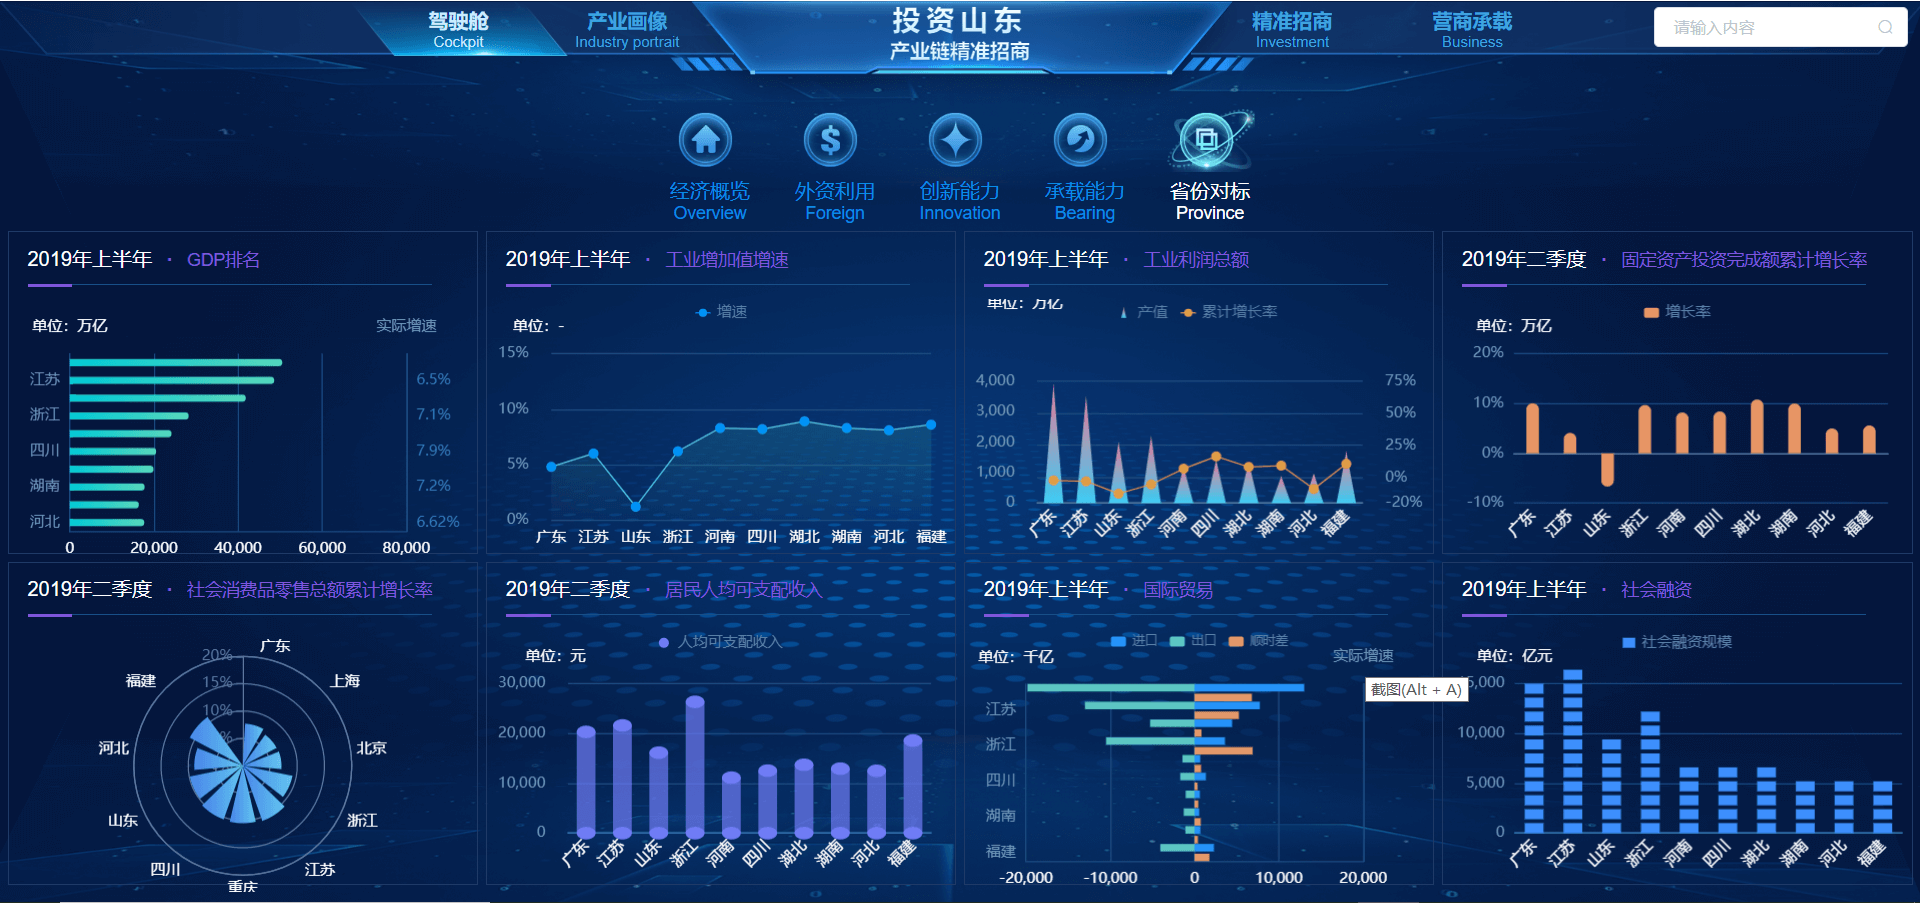 驾驶舱
Cockpit
产业画像
Industry portrait
投资山东
产业链精准招商
精准招商
Investment
营商承载
Business
请输入内容
经济概览
Overview
外资利用
Foreign
创新能力
Innovation
承载能力
Bearing
省份对标
Province
2019年上半年 · GDP排名
单位：万亿
实际增速
江苏 6.5%
浙江 7.1%
四川 7.9%
湖南 7.2%
河北 6.62%
0 20,000 40,000 60,000 80,000
2019年上半年 · 工业增加值增速
增速
单位：-
15%
10%
5%
0%
广东 江苏 山东 浙江 河南 四川 湖北 湖南 河北 福建
2019年上半年 · 工业利润总额
单位：万亿
产值 累计增长率
4,000 75%
3,000 50%
2,000 25%
1,000 0%
0 -20%
广东 江苏 山东 浙江 河南 四川 湖北 湖南 河北 福建
2019年二季度 · 固定资产投资完成额累计增长率
增长率
单位：万亿
20%
10%
0%
-10%
广东 江苏 山东 浙江 河南 四川 湖北 湖南 河北 福建
2019年二季度 · 社会消费品零售总额累计增长率
20%
15%
10%
广东
上海
北京
浙江
江苏
重庆
四川
山东
河北
福建
2019年二季度 · 居民人均可支配收入
人均可支配收入
单位：元
30,000
20,000
10,000
0
广东 江苏 山东 浙江 河南 四川 湖北 湖南 河北 福建
2019年上半年 · 国际贸易
进口 出口 顺时差
单位：千亿
实际增速
江苏
浙江
四川
湖南
福建
-20,000 -10,000 0 10,000 20,000
截图(Alt + A)
2019年上半年 · 社会融资
社会融资规模
单位：亿元
5,000
10,000
5,000
0
广东 江苏 山东 浙江 河南 四川 湖北 湖南 河北 福建